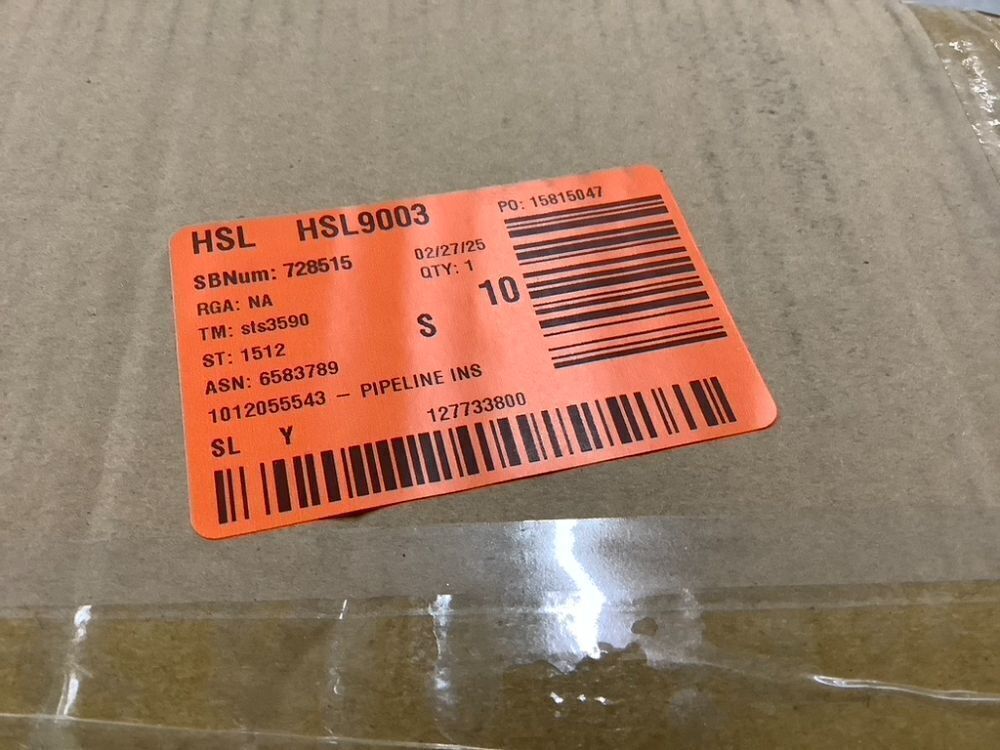 HSL HSL9003
PO: 15815047
SBNum: 728515
02/27/25
RGA: NA
QTY: 1
TM: sts3590
S
10
ST: 1512
ASN: 6583789
1012055543 – PIPELINE INS
SL Y
127733800